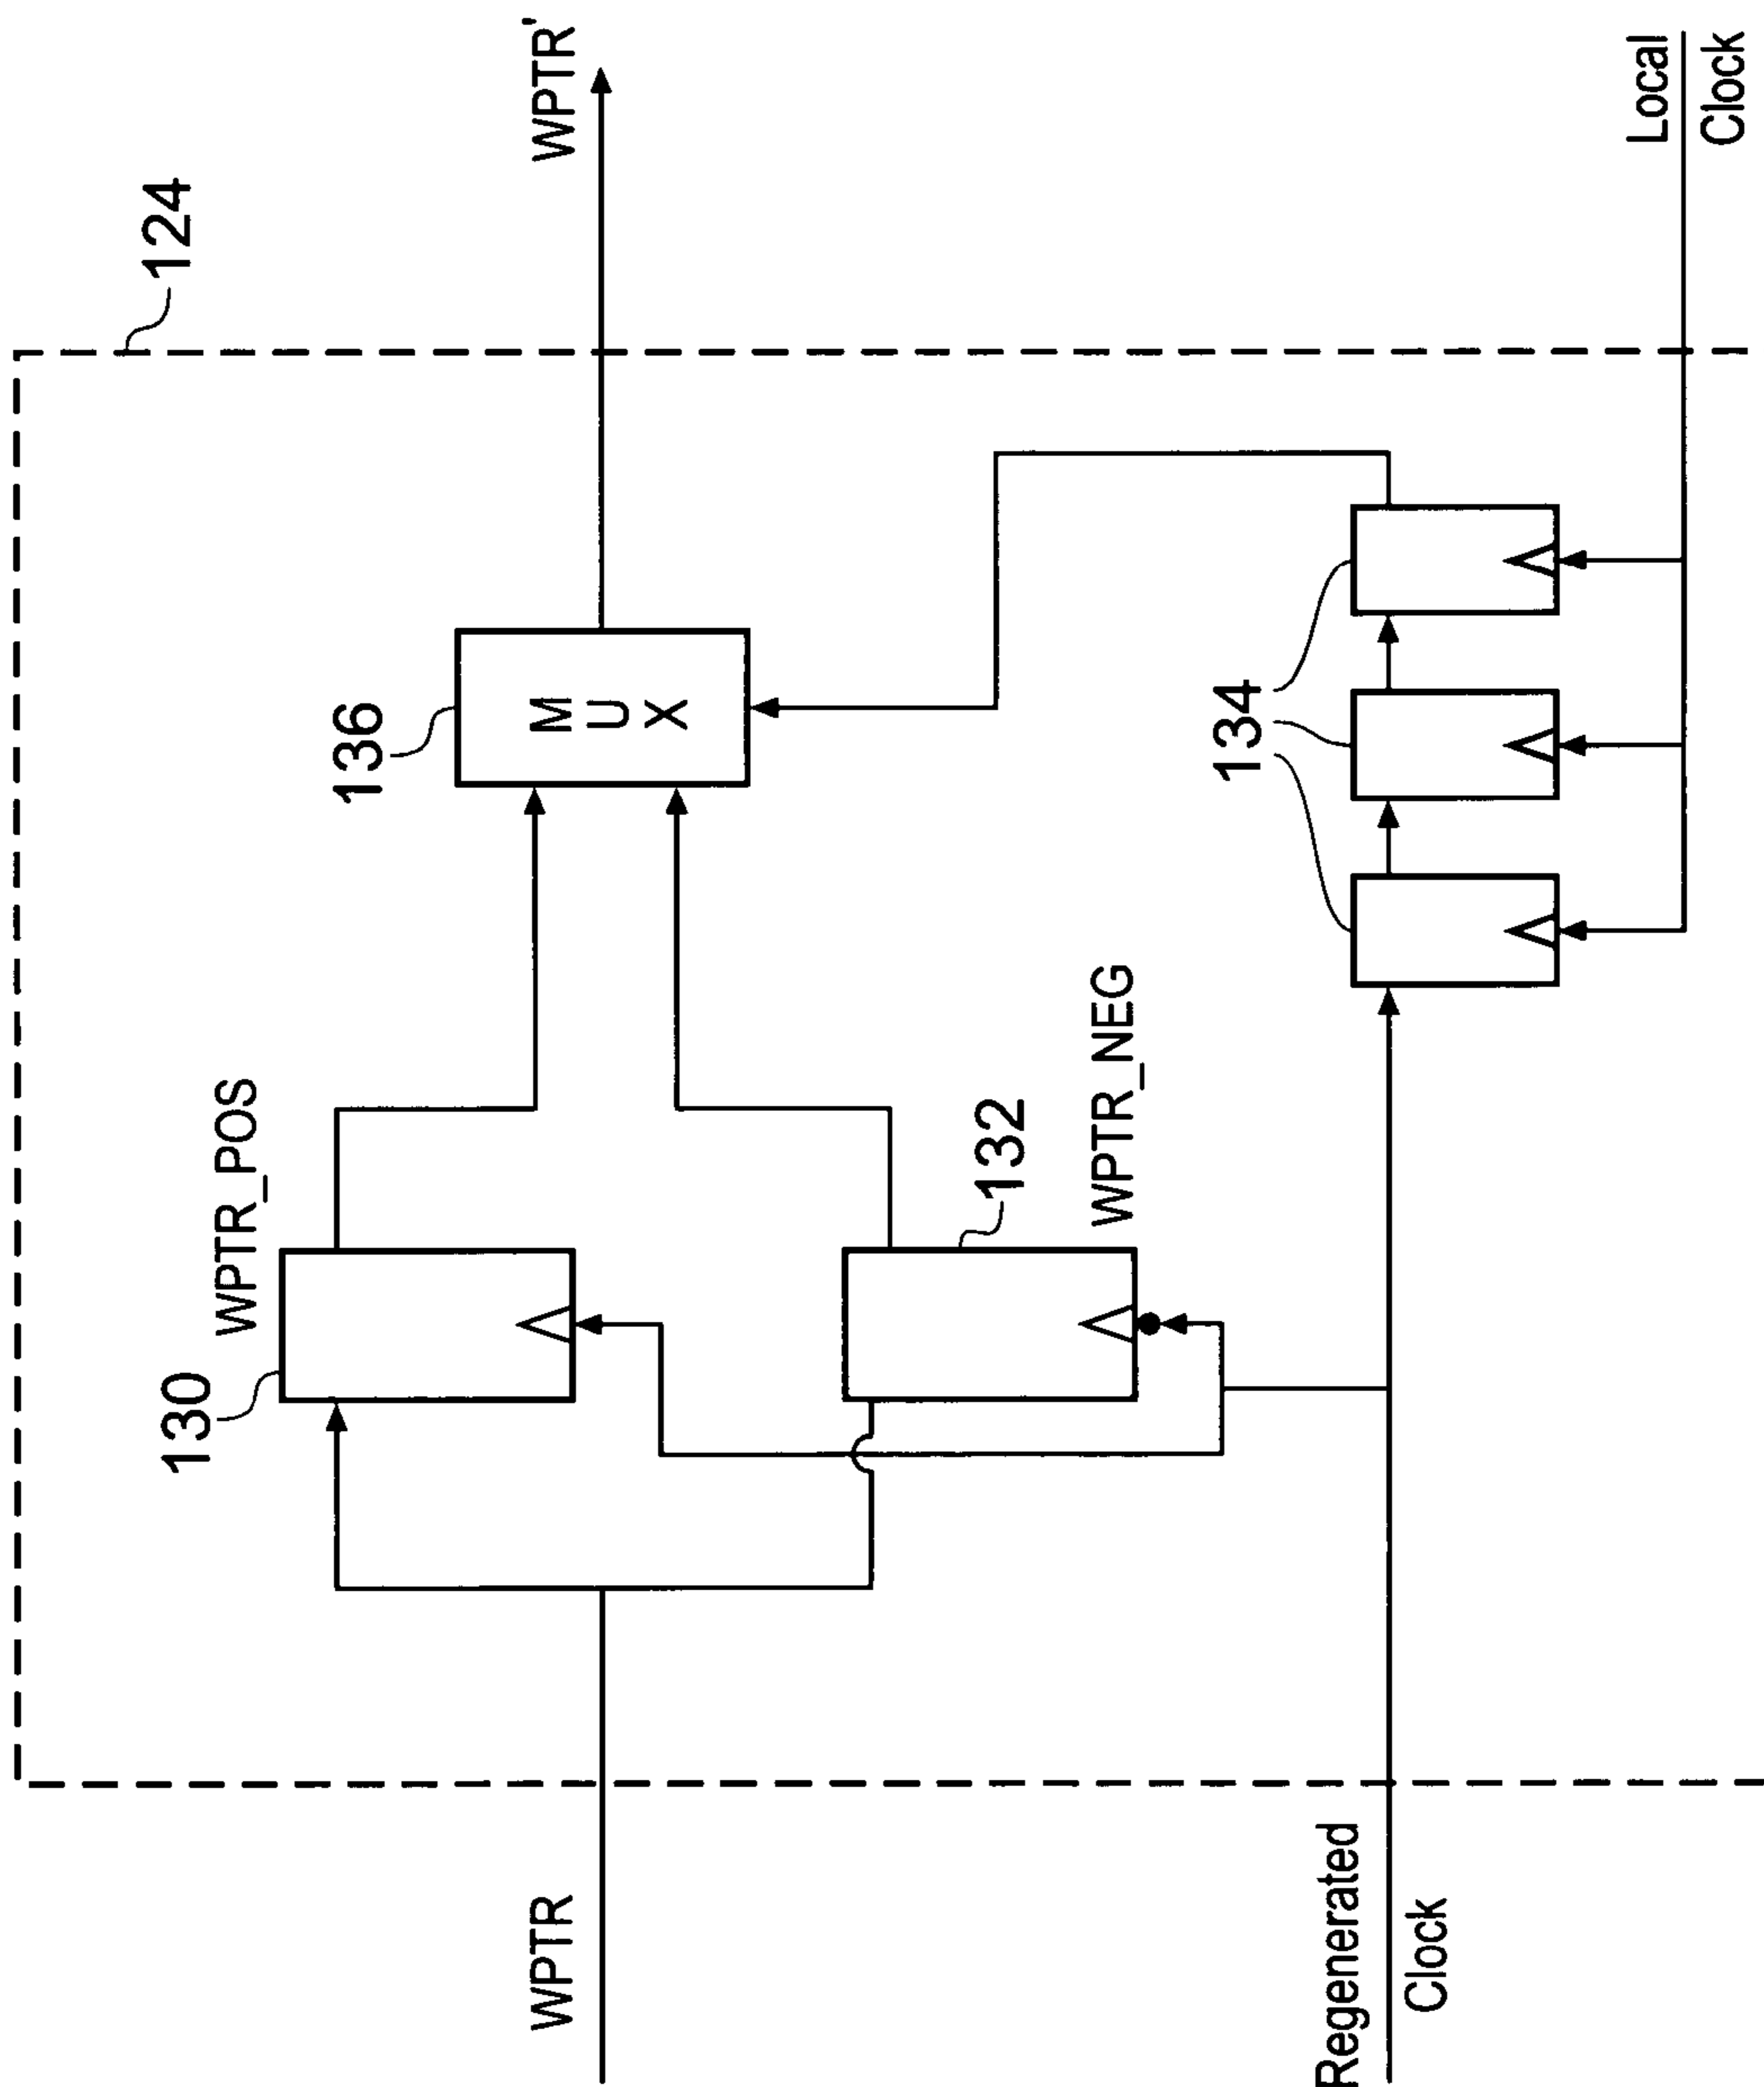 124
WPTR'
130
WPTR_POS
136
MUX
WPTR
132
WPTR_NEG
134
Regenerated
Clock
Local
Clock